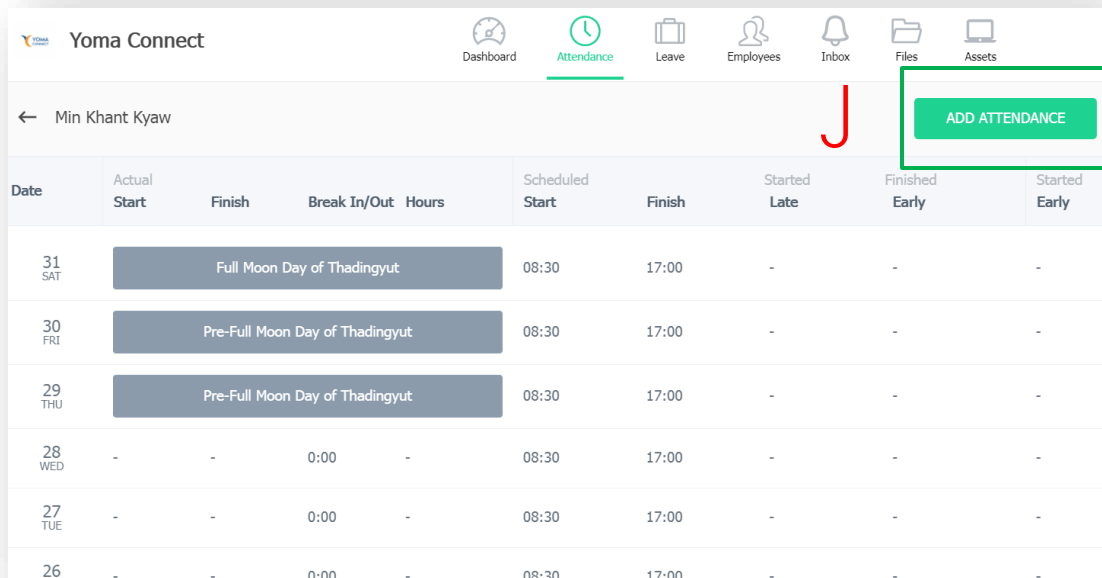 YOMA CONNECT Yoma Connect
Dashboard Attendance Leave Employees Inbox Files Assets
Min Khant Kyaw ADD ATTENDANCE
Actual Scheduled Started Finished Started
Date Start Finish Break In/Out Hours Start Finish Late Early Early
31 SAT Full Moon Day of Thadingyut 08:30 17:00 - - -
30 FRI Pre-Full Moon Day of Thadingyut 08:30 17:00 - - -
29 THU Pre-Full Moon Day of Thadingyut 08:30 17:00 - - -
28 WED - - 0:00 - 08:30 17:00 - - -
27 TUE - - 0:00 - 08:30 17:00 - - -
26 - - 0:00 - 08:30 17:00 - - -